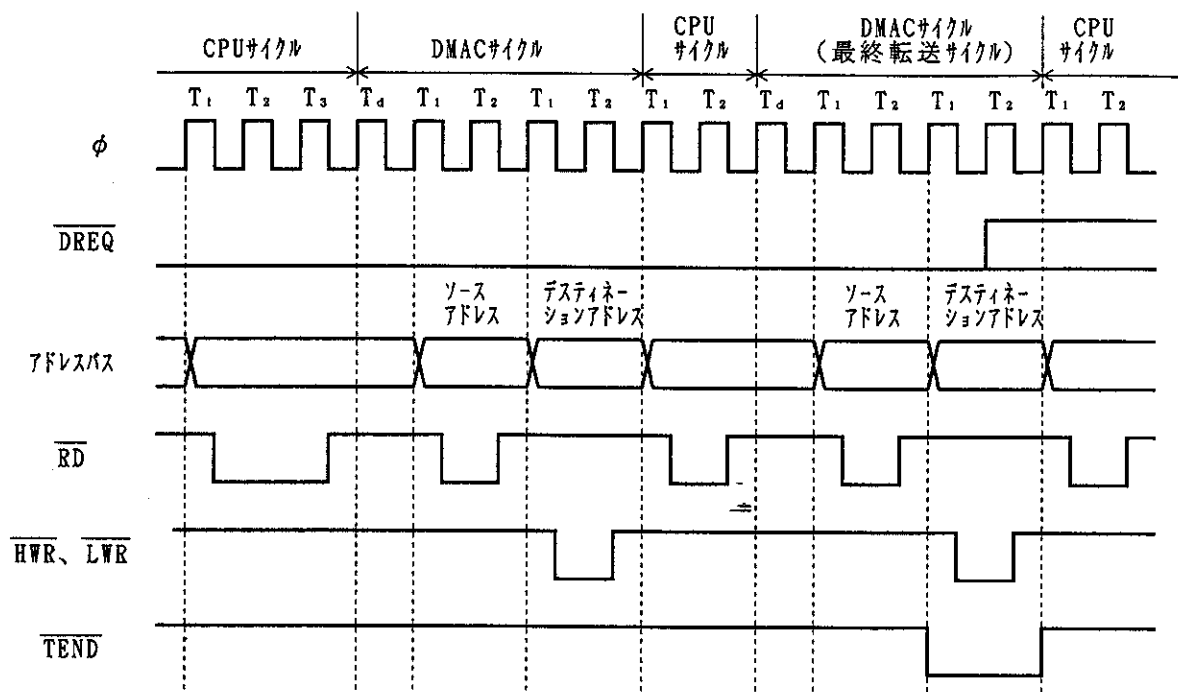 CPUサイクル
DMACサイクル
CPU
サイクル
DMACサイクル
(最終転送サイクル)
CPU
サイクル
T₁ T₂ T₃ Td T₁ T₂ T₁ T₂ T₁ T₂ Td T₁ T₂ T₁ T₂ T₁ T₂
φ
DREQ
ソース
アドレス
デスティネー
ションアドレス
ソース
アドレス
デスティネー
ションアドレス
アドレスバス
RD
HWR、LWR
TEND